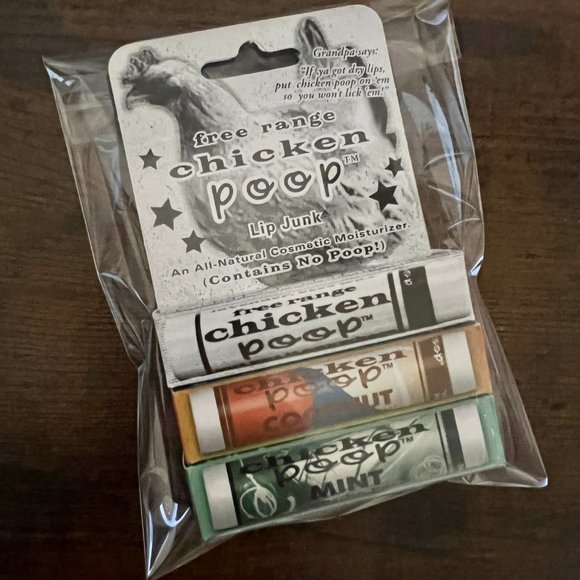 Grandpa says:
"If ya got dry lips,
put chicken poop on 'em
so you won't lick 'em!"
free range
chicken
poop™
Lip Junk
An All-Natural Cosmetic Moisturizer.
(Contains No Poop!)
free range
chicken
poop™
chicken
poop™
COCONUT
chicken
poop™
MINT